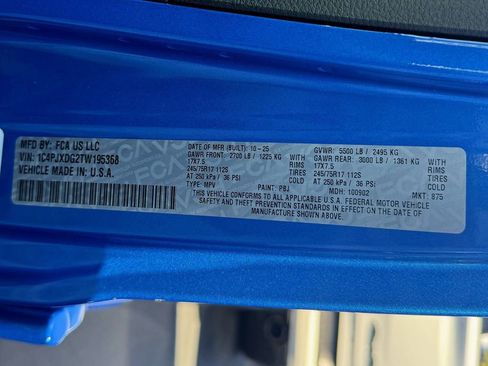 MFD BY: FCA US LLC
VIN: 1C4PJXDG2TW195358
VEHICLE MADE IN: U.S.A.
DATE OF MFR (BUILT): 10-25 GVWR: 5500 LB / 2495 KG
GAWR FRONT: 2700 LB / 1225 KG WITH GAWR REAR: 3000 LB / 1361 KG WITH
17X7.5 RIMS 17X7.5 RIMS
245/75R17 112S TIRES 245/75R17 112S TIRES
AT 250 kPa / 36 PSI COLD AT 250 kPa / 36 PSI COLD
TYPE: MPV PAINT: PBJ MDH: 100902 MKT: 875
THIS VEHICLE CONFORMS TO ALL APPLICABLE U.S.A. FEDERAL MOTOR VEHICLE
SAFETY, BUMPER, AND THEFT PREVENTION STANDARDS IN EFFECT ON THE DATE OF
MANUFACTURE SHOWN ABOVE.